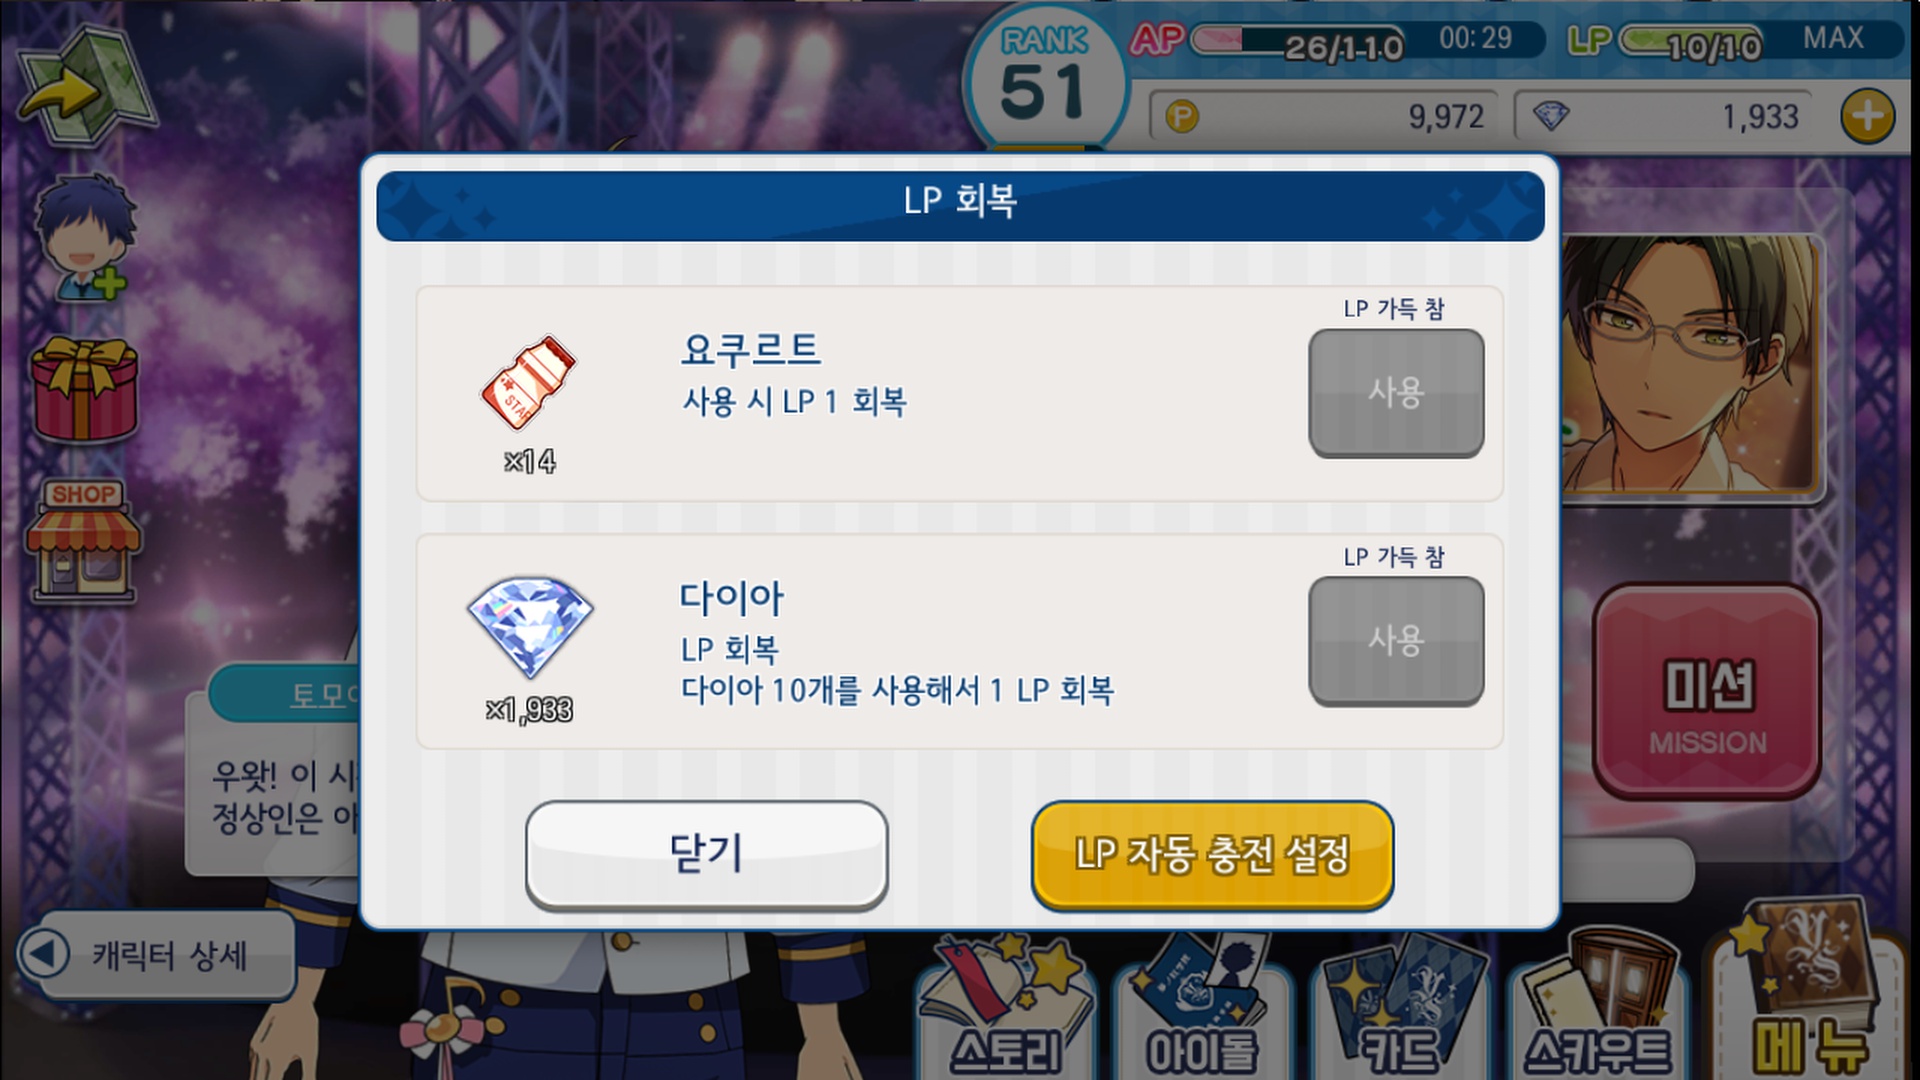 RANK
51
AP
26/110
00:29
LP
10/10
MAX
P
9,972
1,933
LP 회복
SHOP
STAR
×14
요쿠르트
사용 시 LP 1 회복
LP 가득 참
사용
×1,933
다이아
LP 회복
다이아 10개를 사용해서 1 LP 회복
LP 가득 참
사용
닫기
LP 자동 충전 설정
토모
우왓! 이 시
정상인은 아
미션
MISSION
캐릭터 상세
스토리
아이돌
카드
스카우트
메뉴